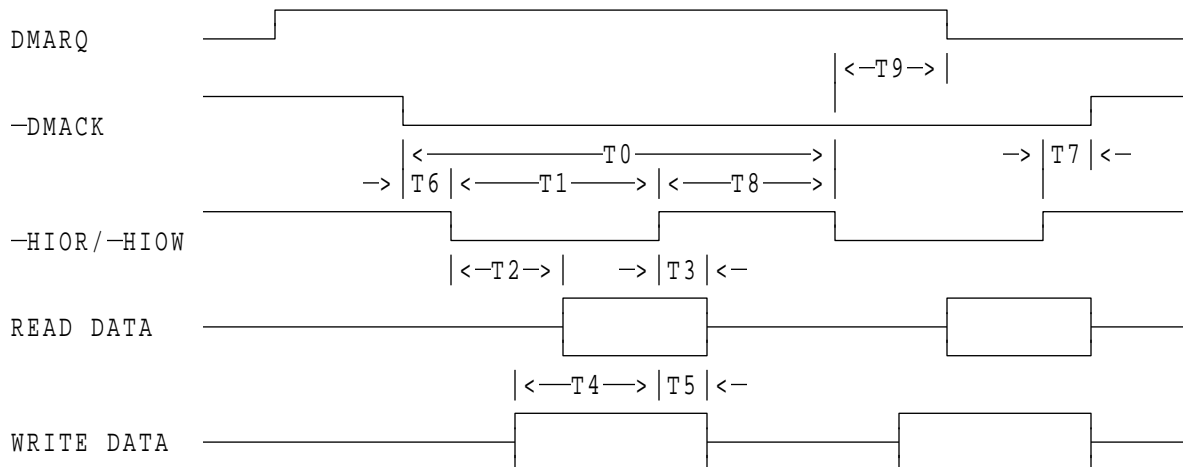 DMARQ
|<—T9—>|
—DMACK
|<——T0——>| —>|T7|<—
—>|T6|<——T1——>|<——T8——>|
—HIOR/—HIOW
|<—T2—>| —>|T3|<—
READ DATA
|<——T4——>|T5|<—
WRITE DATA